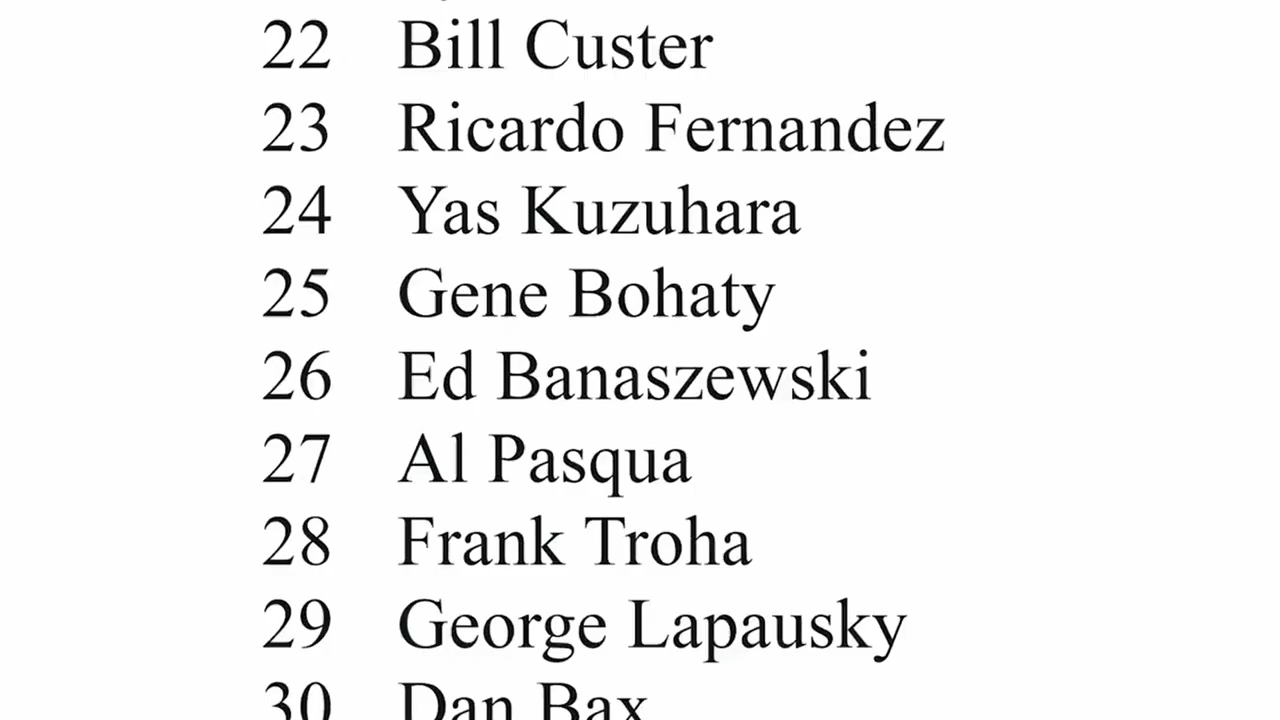 22 Bill Custer
23 Ricardo Fernandez
24 Yas Kuzuhara
25 Gene Bohaty
26 Ed Banaszewski
27 Al Pasqua
28 Frank Troha
29 George Lapausky
30 Dan Bax